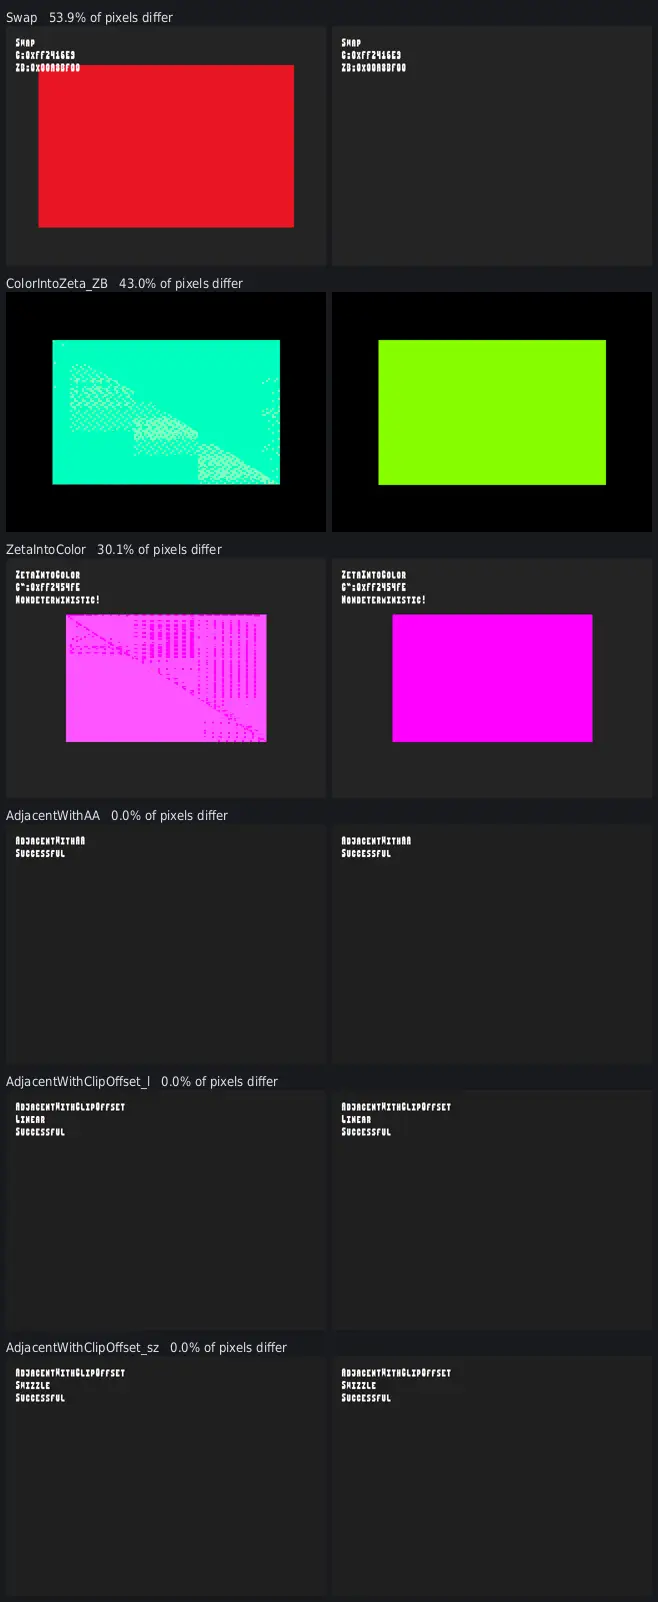 Swap 53.9% of pixels differ
Swap
C:0xFF2416E9
ZB:0x00A8BF00
Swap
C:0xFF2416E9
ZB:0x00A8BF00
ColorIntoZeta_ZB 43.0% of pixels differ
ZetaIntoColor 30.1% of pixels differ
ZetaIntoColor
C~:0xFF2454FE
Nondeterministic!
ZetaIntoColor
C~:0xFF2454FE
Nondeterministic!
AdjacentWithAA 0.0% of pixels differ
AdjacentWithAA
Successful
AdjacentWithAA
Successful
AdjacentWithClipOffset_l 0.0% of pixels differ
AdjacentWithClipOffset
Linear
Successful
AdjacentWithClipOffset
Linear
Successful
AdjacentWithClipOffset_sz 0.0% of pixels differ
AdjacentWithClipOffset
Swizzle
Successful
AdjacentWithClipOffset
Swizzle
Successful